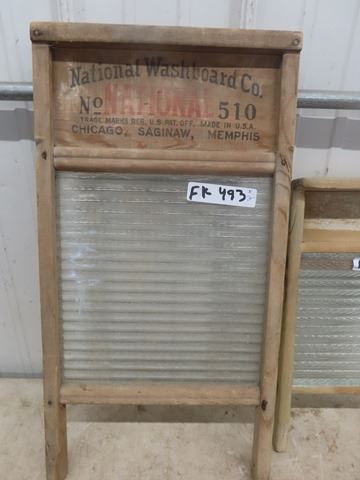 National Washboard Co.
No NATIONAL 510
TRADE MARKS REG. U.S. PAT. OFF. MADE IN U.S.A.
CHICAGO, SAGINAW, MEMPHIS
FK 493